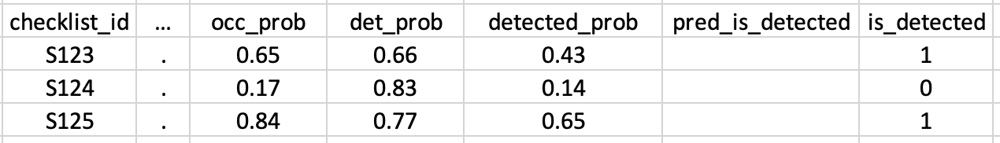 checklist_id ... occ_prob det_prob detected_prob pred_is_detected is_detected
S123 . 0.65 0.66 0.43 1
S124 . 0.17 0.83 0.14 0
S125 . 0.84 0.77 0.65 1